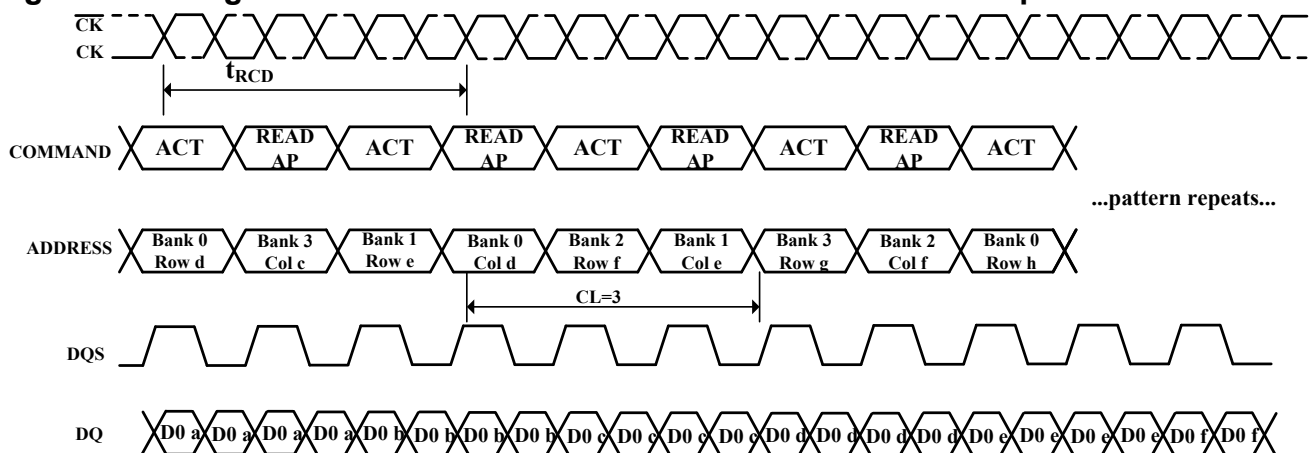 CK
CK
tRCD
COMMAND ACT READ AP ACT READ AP ACT READ AP ACT READ AP ACT
...pattern repeats...
ADDRESS Bank 0 Row d Bank 3 Col c Bank 1 Row e Bank 0 Col d Bank 2 Row f Bank 1 Col e Bank 3 Row g Bank 2 Col f Bank 0 Row h
CL=3
DQS
DQ D0 a D0 a D0 a D0 a D0 b D0 b D0 b D0 b D0 c D0 c D0 c D0 c D0 d D0 d D0 d D0 d D0 e D0 e D0 e D0 e D0 f D0 f